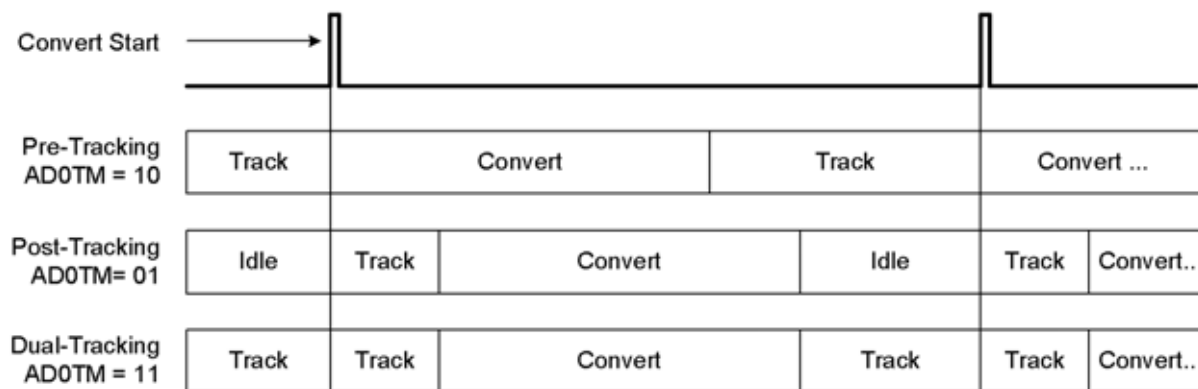 Convert Start
Pre-Tracking
AD0TM = 10
Track Convert Track Convert ...
Post-Tracking
AD0TM= 01
Idle Track Convert Idle Track Convert..
Dual-Tracking
AD0TM = 11
Track Track Convert Track Track Convert..